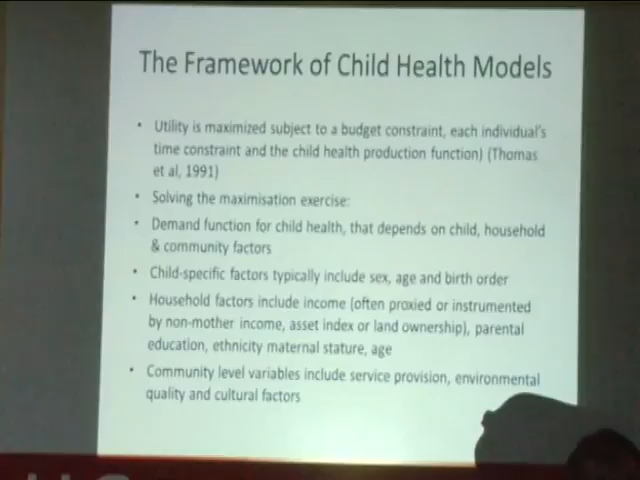 The Framework of Child Health Models
• Utility is maximized subject to a budget constraint, each individual's
time constraint and the child health production function) (Thomas
et al, 1991)
• Solving the maximisation exercise:
• Demand function for child health, that depends on child, household
& community factors
• Child-specific factors typically include sex, age and birth order
• Household factors include income (often proxied or instrumented
by non-mother income, asset index or land ownership), parental
education, ethnicity maternal stature, age
• Community level variables include service provision, environmental
quality and cultural factors